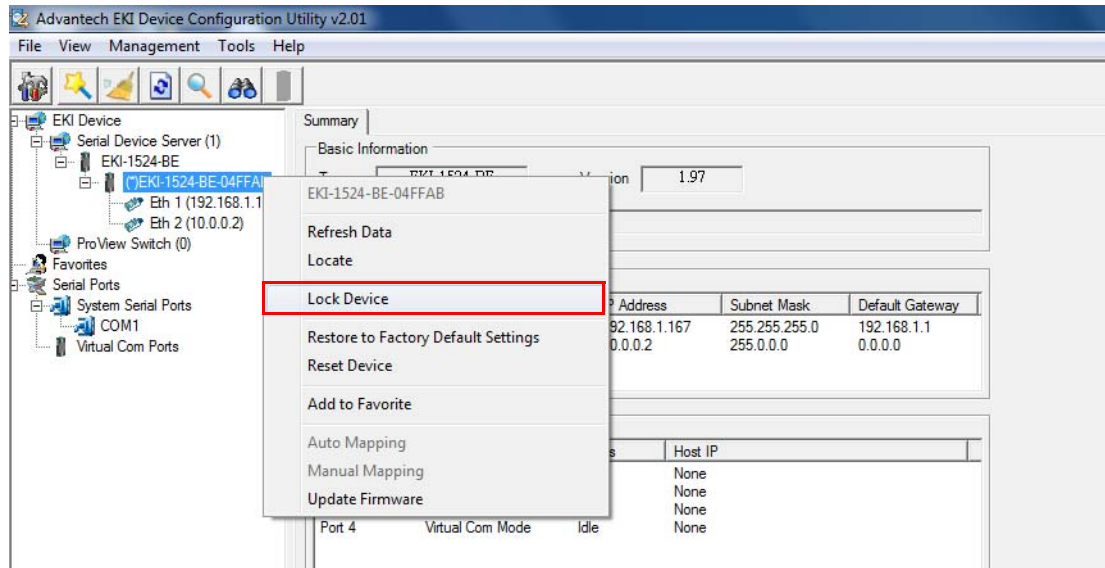 Advantech EKI Device Configuration Utility v2.01
File View Management Tools Help
EKI Device
Serial Device Server (1)
EKI-1524-BE
(*)EKI-1524-BE-04FFA
Eth 1 (192.168.1.1
Eth 2 (10.0.0.2)
ProView Switch (0)
Favorites
Serial Ports
System Serial Ports
COM1
Virtual Com Ports
Summary
Basic Information
1.97
EKI-1524-BE-04FFAB
Refresh Data
Locate
Lock Device
Restore to Factory Default Settings
Reset Device
Add to Favorite
Auto Mapping
Manual Mapping
Update Firmware
Address Subnet Mask Default Gateway
92.168.1.167 255.255.255.0 192.168.1.1
0.0.0.2 255.0.0.0 0.0.0.0
s Host IP
None
None
None
Port 4 Virtual Com Mode Idle None